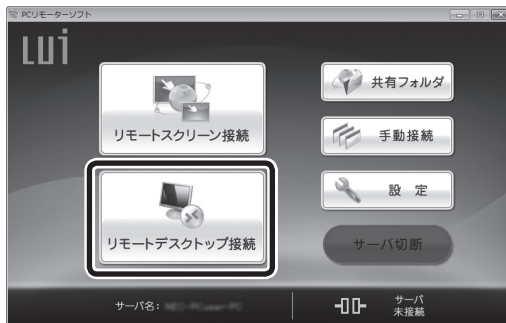 PCリモーターソフト
Lui
リモートスクリーン接続
リモートデスクトップ接続
共有フォルダ
手動接続
設 定
サーバ切断
サーバ名:
サーバ
未接続